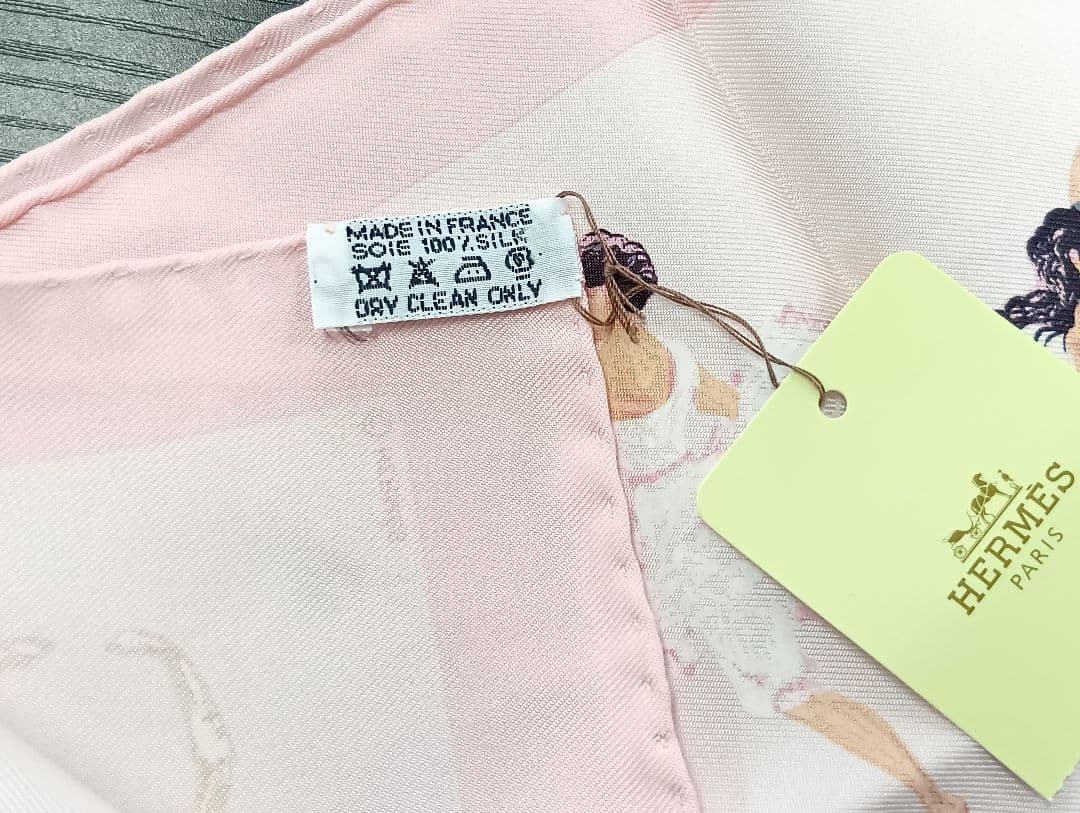 MADE IN FRANCE
SOIE 100% SILK
DRY CLEAN ONLY
HERMÈS
PARIS